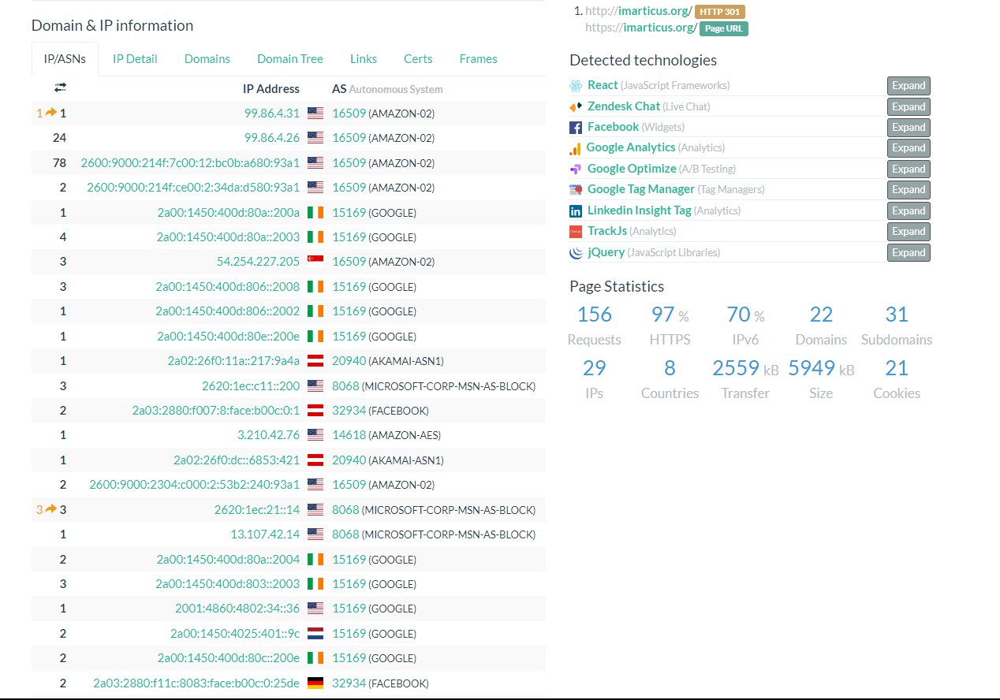 Domain & IP information
IP/ASNs IP Detail Domains Domain Tree Links Certs Frames
IP Address AS Autonomous System
1 1 99.86.4.31 16509 (AMAZON-02)
24 99.86.4.26 16509 (AMAZON-02)
78 2600:9000:214f:7c00:12:bc0b:a680:93a1 16509 (AMAZON-02)
2 2600:9000:214f:ce00:2:34da:d580:93a1 16509 (AMAZON-02)
1 2a00:1450:400d:80a::200a 15169 (GOOGLE)
4 2a00:1450:400d:80a::2003 15169 (GOOGLE)
3 54.254.227.205 16509 (AMAZON-02)
3 2a00:1450:400d:806::2008 15169 (GOOGLE)
1 2a00:1450:400d:806::2002 15169 (GOOGLE)
1 2a00:1450:400d:80e::200e 15169 (GOOGLE)
1 2a02:26f0:11a::217:9a4a 20940 (AKAMAI-ASN1)
3 2620:1ec:c11::200 8068 (MICROSOFT-CORP-MSN-AS-BLOCK)
2 2a03:2880:f007:8:face:b00c:0:1 32934 (FACEBOOK)
1 3.210.42.76 14618 (AMAZON-AES)
1 2a02:26f0:dc::6853:421 20940 (AKAMAI-ASN1)
2 2600:9000:2304:c000:2:53b2:240:93a1 16509 (AMAZON-02)
3 3 2620:1ec:21::14 8068 (MICROSOFT-CORP-MSN-AS-BLOCK)
1 13.107.42.14 8068 (MICROSOFT-CORP-MSN-AS-BLOCK)
2 2a00:1450:400d:80a::2004 15169 (GOOGLE)
3 2a00:1450:400d:803::2003 15169 (GOOGLE)
1 2001:4860:4802:34::36 15169 (GOOGLE)
2 2a00:1450:4025:401::9c 15169 (GOOGLE)
2 2a00:1450:400d:80c::200e 15169 (GOOGLE)
2 2a03:2880:f11c:8083:face:b00c:0:25de 32934 (FACEBOOK)
1. http://imarticus.org/ HTTP 301
https://imarticus.org/ Page URL
Detected technologies
React (JavaScript Frameworks) Expand
Zendesk Chat (Live Chat) Expand
Facebook (Widgets) Expand
Google Analytics (Analytics) Expand
Google Optimize (A/B Testing) Expand
Google Tag Manager (Tag Managers) Expand
Linkedin Insight Tag (Analytics) Expand
TrackJs (Analytics) Expand
jQuery (JavaScript Libraries) Expand
Page Statistics
156 97 % 70 % 22 31
Requests HTTPS IPv6 Domains Subdomains
29 8 2559 kB 5949 kB 21
IPs Countries Transfer Size Cookies